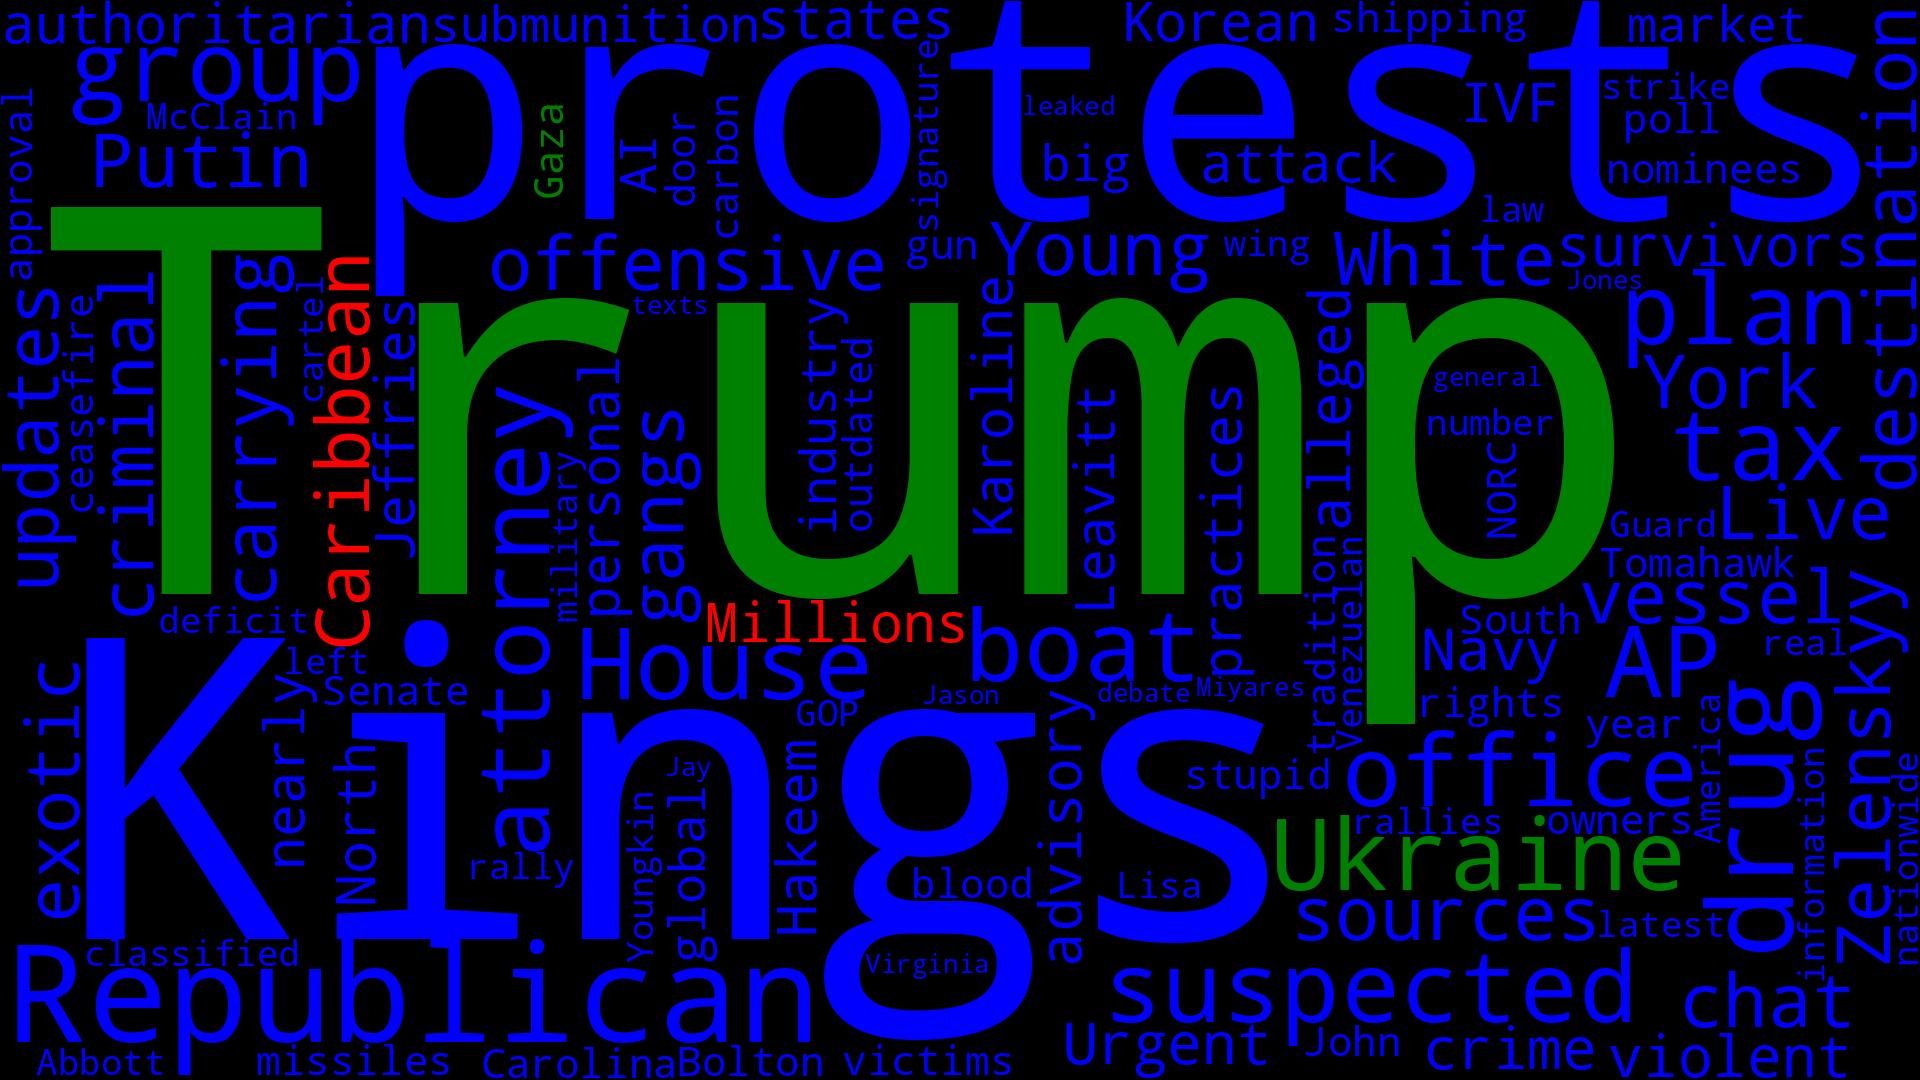 authoritarian
submunition
states
Korean
shipping
market
protests
destination
group
McClain
Putin
approval
Gaza
AI
door
carbon
signature
leaked
big
attack
IVF
strike
poll
nominees
law
Trump
offensive
gun
Young
wing
White
survivors
Jones
plan
texts
updates
ceasefire
criminal
carrying
cartel
Caribbean
Jeffries
attorney
military
personal
gangs
industry
outdated
Karoline
Leavitt
practices
alleged
traditional
Venezuelan
general
number
NORC
York
tax
Live
Guard
Tomahawk
vessel
South
Navy
AP
real
Zelenskyy
rights
year
deficit
left
Senate
House
Millions
boat
Kings
GOP
Jason
debate
Miyares
exotic
nearly
North
rally
Youngkin
Jay
globally
Hakeem
blood
advisory
Lisa
stupid
office
rallies
owners
America
drug
information
nationwide
Ukraine
sources
latest
classified
Republican
Virginia
suspected
chat
Abbott
missiles
Carolina
Bolton
victims
Urgent
John
crime
violent